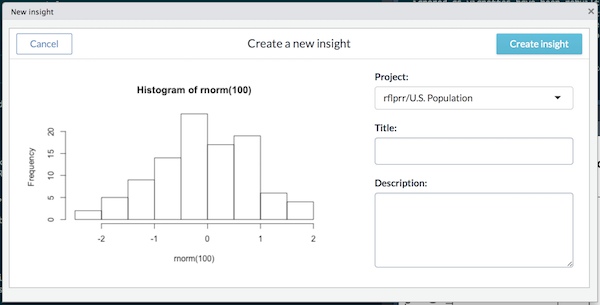 New insight
Cancel
Create a new insight
Create insight
Histogram of rnorm(100)
Frequency
20
15
10
5
0
-2 -1 0 1 2
rnorm(100)
Project:
rflprr/U.S. Population
Title:
Description: